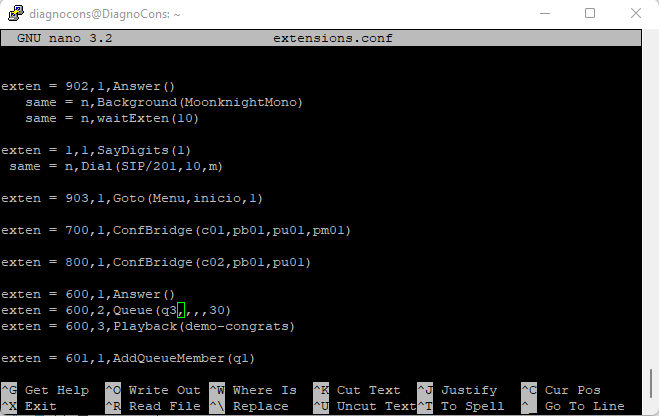 diagnocons@DiagnoCons: ~
GNU nano 3.2 extensions.conf
exten = 902,1,Answer()
same = n,Background(MoonknightMono)
same = n,waitExten(10)
exten = 1,1,SayDigits(1)
same = n,Dial(SIP/201,10,m)
exten = 903,1,Goto(Menu,inicio,1)
exten = 700,1,ConfBridge(c01,pb01,pu01,pm01)
exten = 800,1,ConfBridge(c02,pb01,pu01)
exten = 600,1,Answer()
exten = 600,2,Queue(q3,,,,30)
exten = 600,3,Playback(demo-congrats)
exten = 601,1,AddQueueMember(q1)
^G Get Help ^O Write Out ^W Where Is ^K Cut Text ^J Justify ^C Cur Pos
^X Exit ^R Read File ^\ Replace ^U Uncut Text ^T To Spell ^_ Go To Line